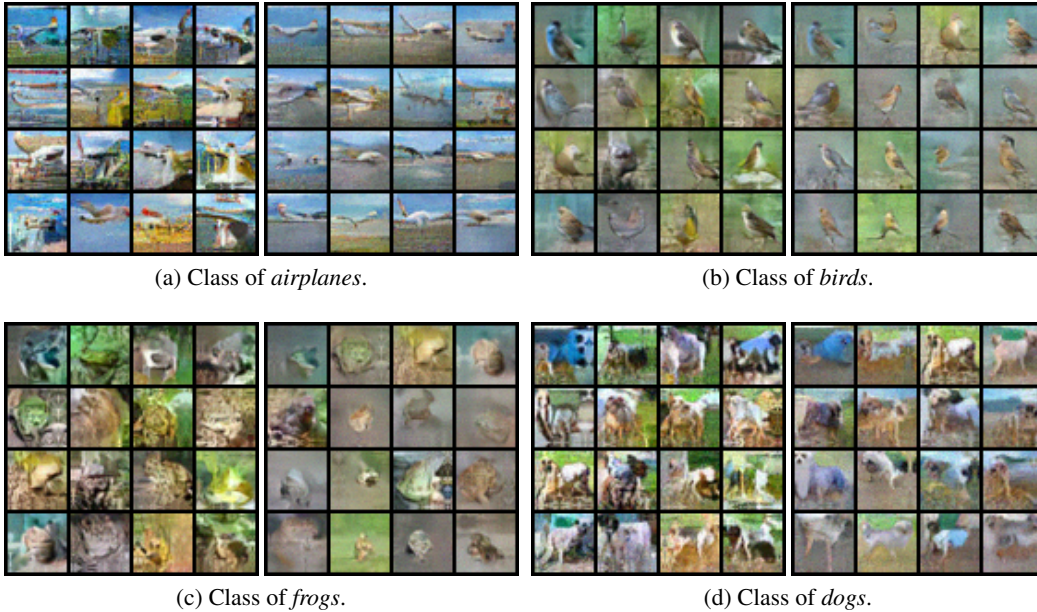 (a) Class of airplanes.
(b) Class of birds.
(c) Class of frogs.
(d) Class of dogs.